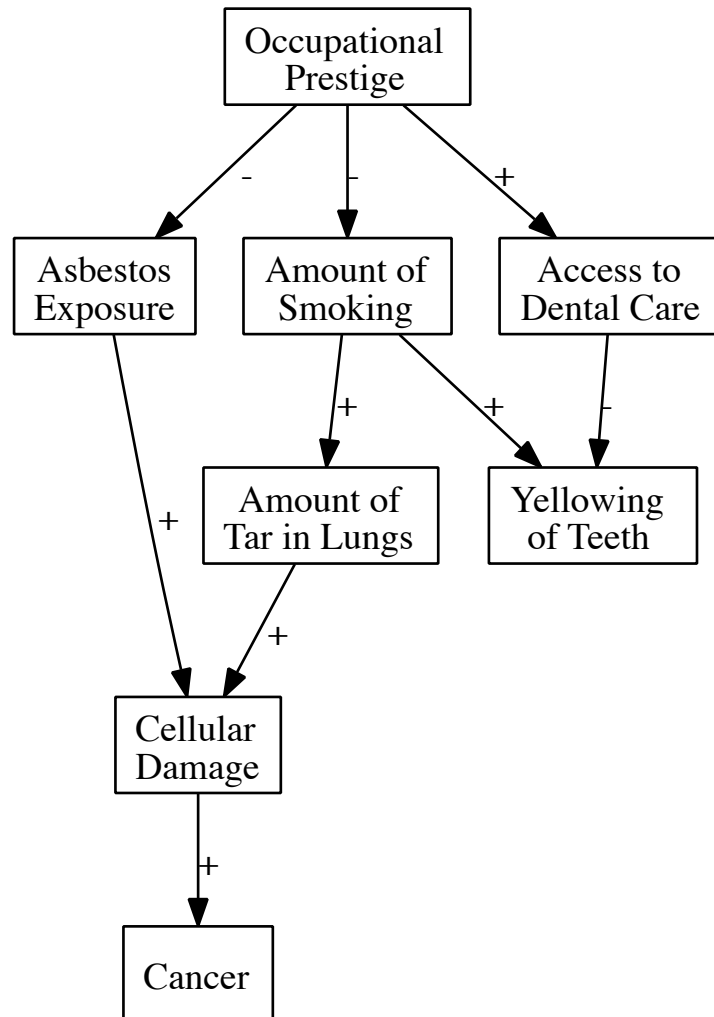 Occupational
Prestige
-
-
+
Asbestos
Exposure
Amount of
Smoking
Access to
Dental Care
+
+
-
Amount of
Tar in Lungs
Yellowing
of Teeth
+
+
Cellular
Damage
+
Cancer